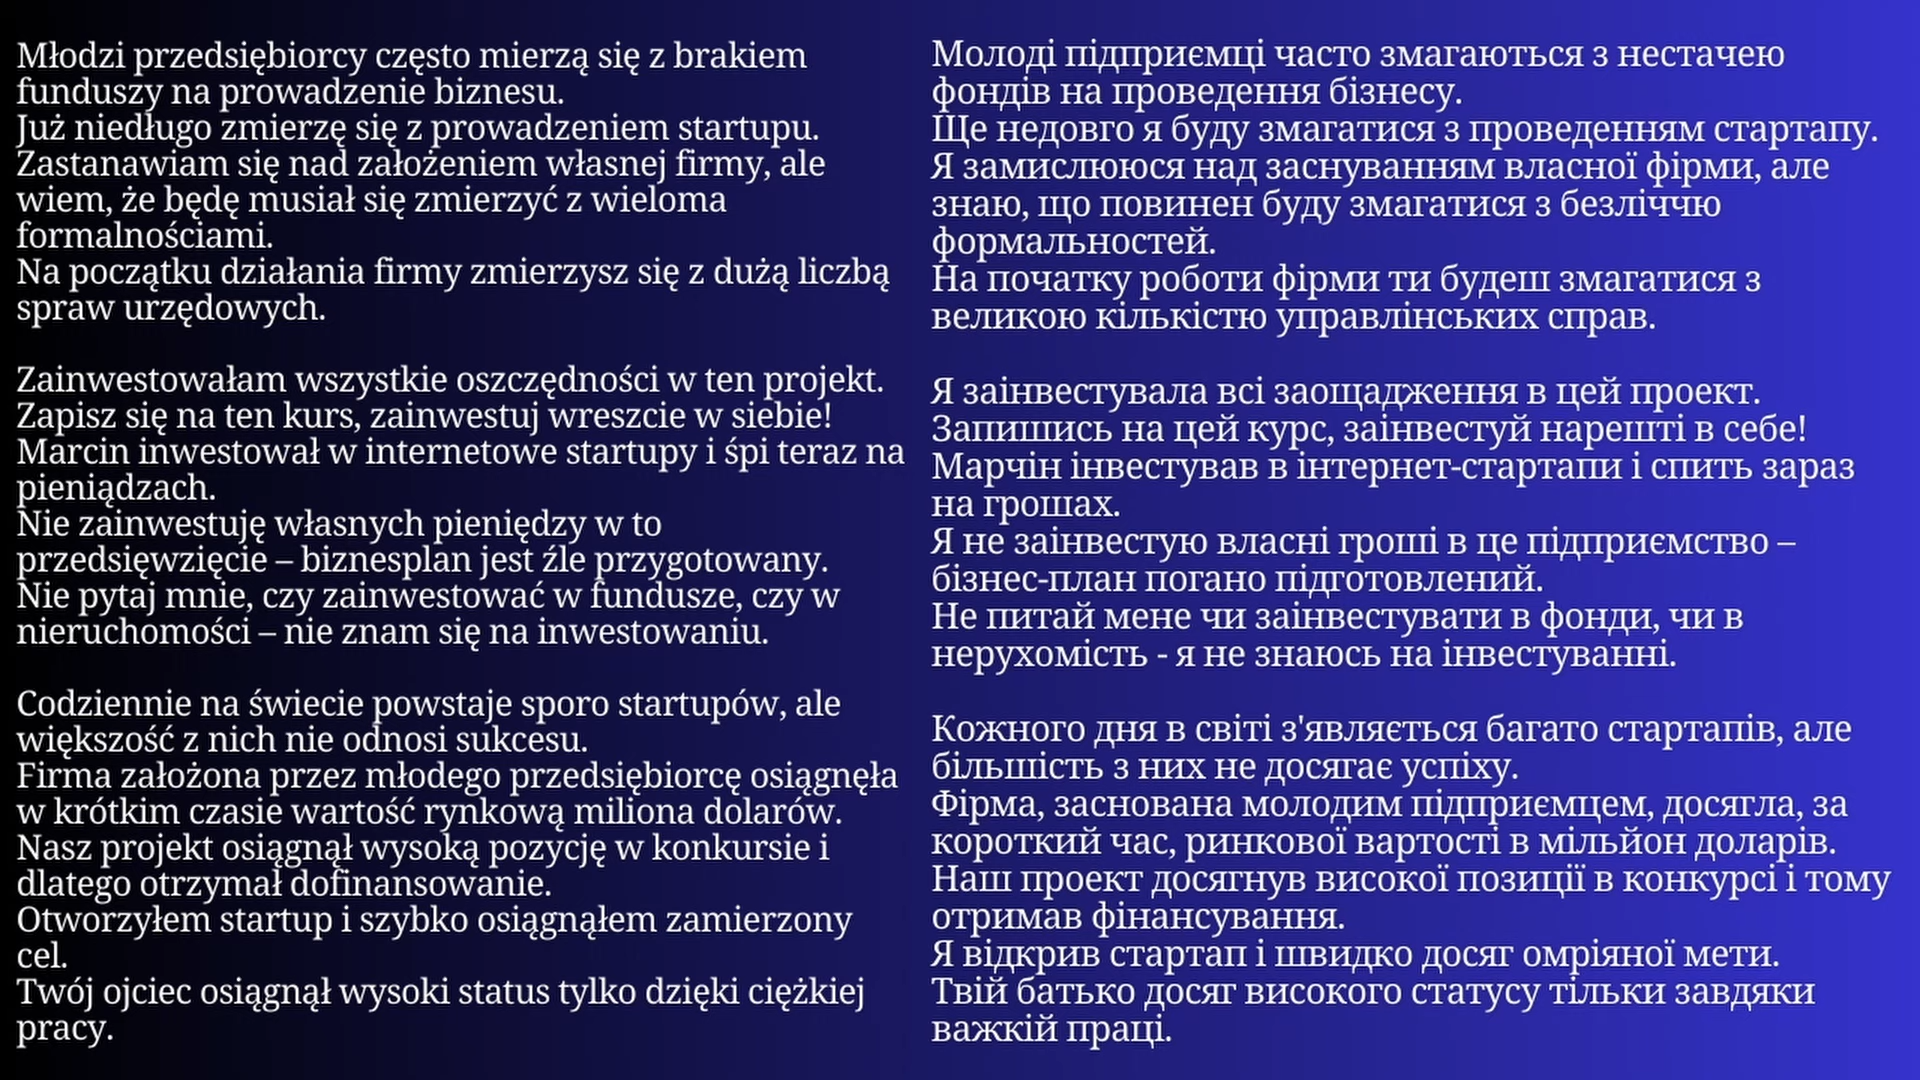 Młodzi przedsiębiorcy często mierzą się z brakiem
funduszy na prowadzenie biznesu.
Już niedługo zmierzę się z prowadzeniem startupu.
Zastanawiam się nad założeniem własnej firmy, ale
wiem, że będę musiał się zmierzyć z wieloma
formalnościami.
Na początku działania firmy zmierzysz się z dużą liczbą
spraw urzędowych.

Zainwestowałam wszystkie oszczędności w ten projekt.
Zapisz się na ten kurs, zainwestuj wreszcie w siebie!
Marcin inwestował w internetowe startupy i śpi teraz na
pieniądzach.
Nie zainwestuję własnych pieniędzy w to
przedsięwzięcie – biznesplan jest źle przygotowany.
Nie pytaj mnie, czy zainwestować w fundusze, czy w
nieruchomości – nie znam się na inwestowaniu.

Codziennie na świecie powstaje sporo startupów, ale
większość z nich nie odnosi sukcesu.
Firma założona przez młodego przedsiębiorcę osiągnęła
w krótkim czasie wartość rynkową miliona dolarów.
Nasz projekt osiągnął wysoką pozycję w konkursie i
dlatego otrzymał dofinansowanie.
Otworzyłem startup i szybko osiągnąłem zamierzony
cel.
Twój ojciec osiągnął wysoki status tylko dzięki ciężkiej
pracy.

Молоді підприємці часто змагаються з нестачею
фондів на проведення бізнесу.
Ще недовго я буду змагатися з проведенням стартапу.
Я замислююся над заснуванням власної фірми, але
знаю, що повинен буду змагатися з безліччю
формальностей.
На початку роботи фірми ти будеш змагатися з
великою кількістю управлінських справ.

Я заінвестувала всі заощадження в цей проект.
Запишись на цей курс, заінвестуй нарешті в себе!
Марчін інвестував в інтернет-стартапи і спить зараз
на грошах.
Я не заінвестую власні гроші в це підприємство –
бізнес-план погано підготовлений.
Не питай мене чи заінвестувати в фонди, чи в
нерухомість - я не знаюсь на інвестуванні.

Кожного дня в світі з'являється багато стартапів, але
більшість з них не досягає успіху.
Фірма, заснована молодим підприємцем, досягла, за
короткий час, ринкової вартості в мільйон доларів.
Наш проект досягнув високої позиції в конкурсі і тому
отримав фінансування.
Я відкрив стартап і швидко досяг омріяної мети.
Твій батько досяг високого статусу тільки завдяки
важкій праці.